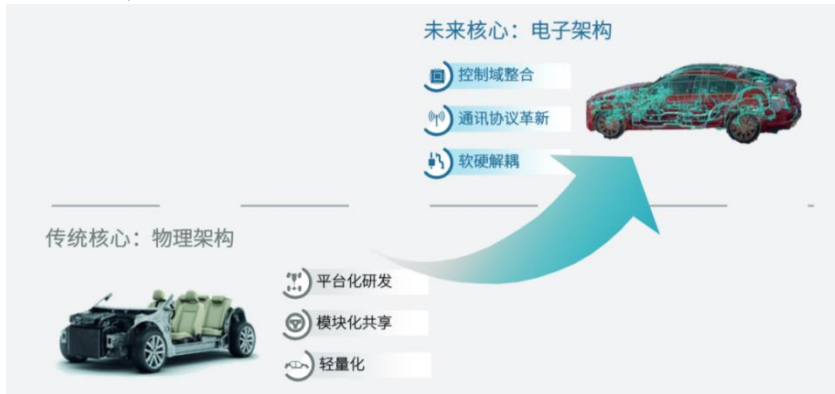 未来核心：电子架构
控制域整合
通讯协议革新
软硬解耦
传统核心：物理架构
平台化研发
模块化共享
轻量化